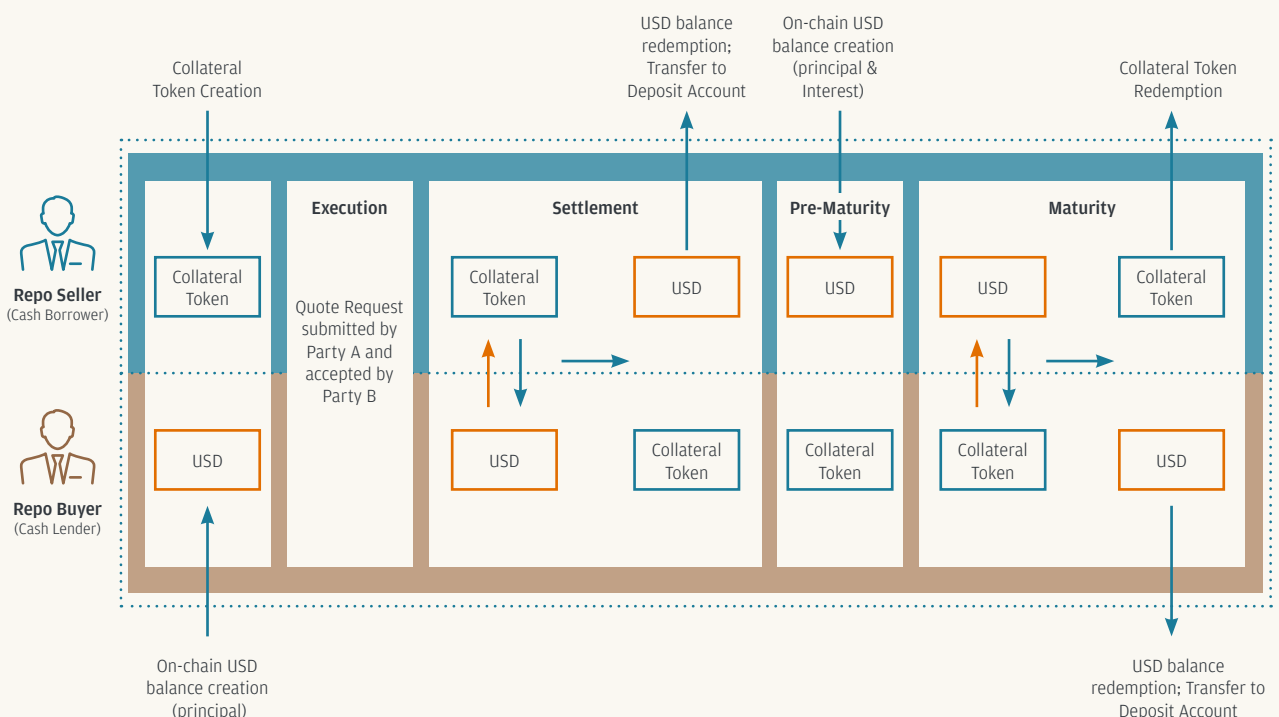 USD balance
redemption;
Transfer to
Deposit Account
On-chain USD
balance creation
(principal &
Interest)
Collateral
Token Creation
Collateral Token
Redemption
Execution
Settlement
Pre-Maturity
Maturity
Repo Seller
(Cash Borrower)
Collateral
Token
Quote Request
submitted by
Party A and
accepted by
Party B
Collateral
Token
USD
USD
USD
Collateral
Token
Repo Buyer
(Cash Lender)
USD
USD
Collateral
Token
Collateral
Token
Collateral
Token
USD
On-chain USD
balance creation
(principal)
USD balance
redemption; Transfer to
Deposit Account